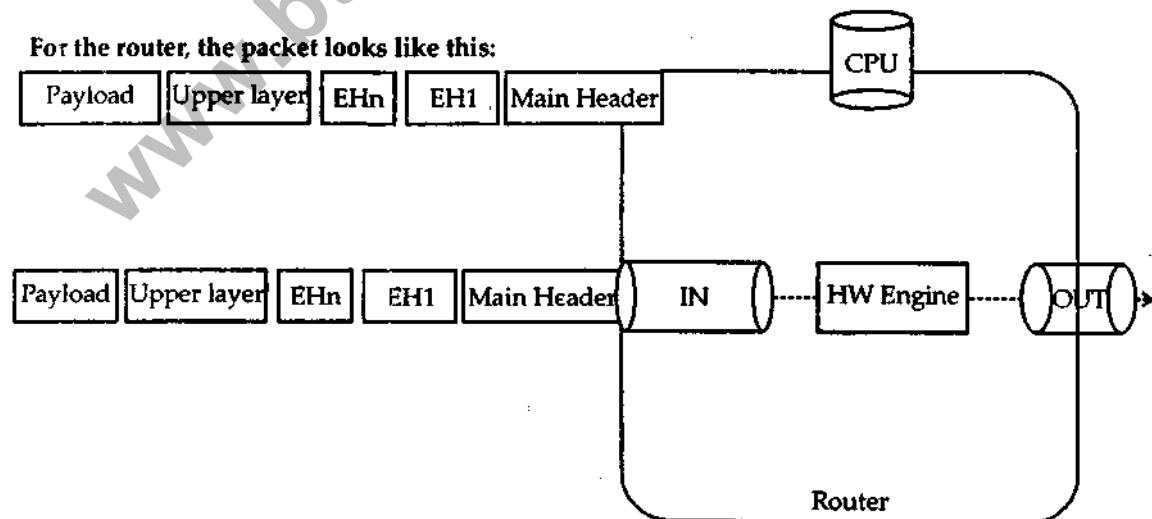 For the router, the packet looks like this:
CPU
Payload Upper layer EHn EH1 Main Header
Payload Upper layer EHn EH1 Main Header IN HW Engine OUT
Router